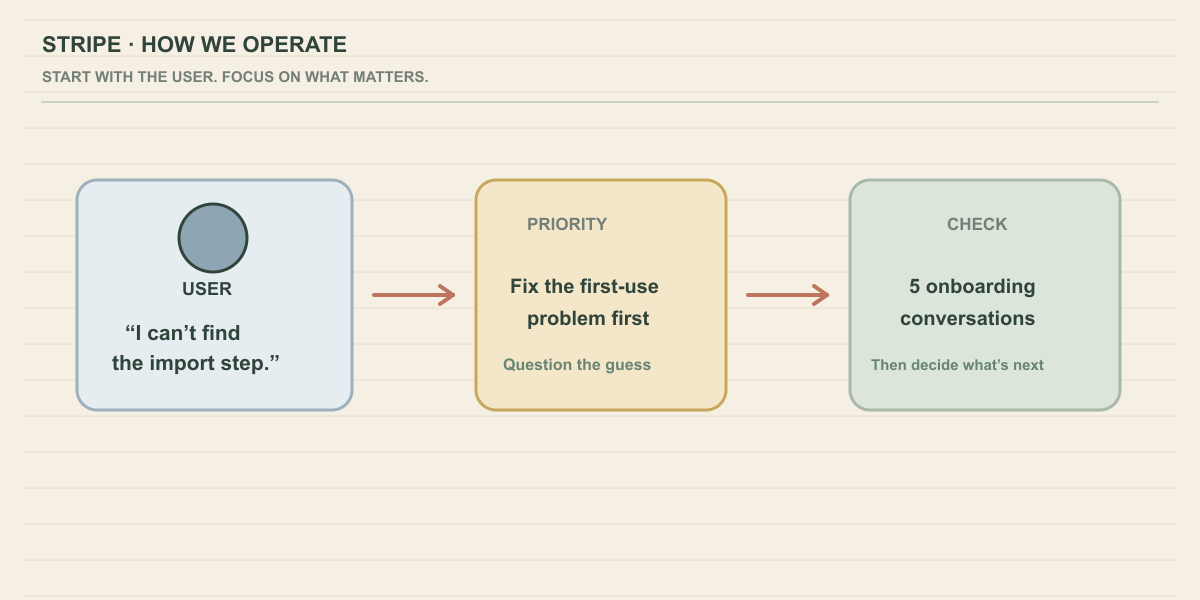 STRIPE · HOW WE OPERATE
START WITH THE USER. FOCUS ON WHAT MATTERS.
USER
“I can’t find
the import step.”
PRIORITY
Fix the first-use
problem first
Question the guess
CHECK
5 onboarding
conversations
Then decide what’s next